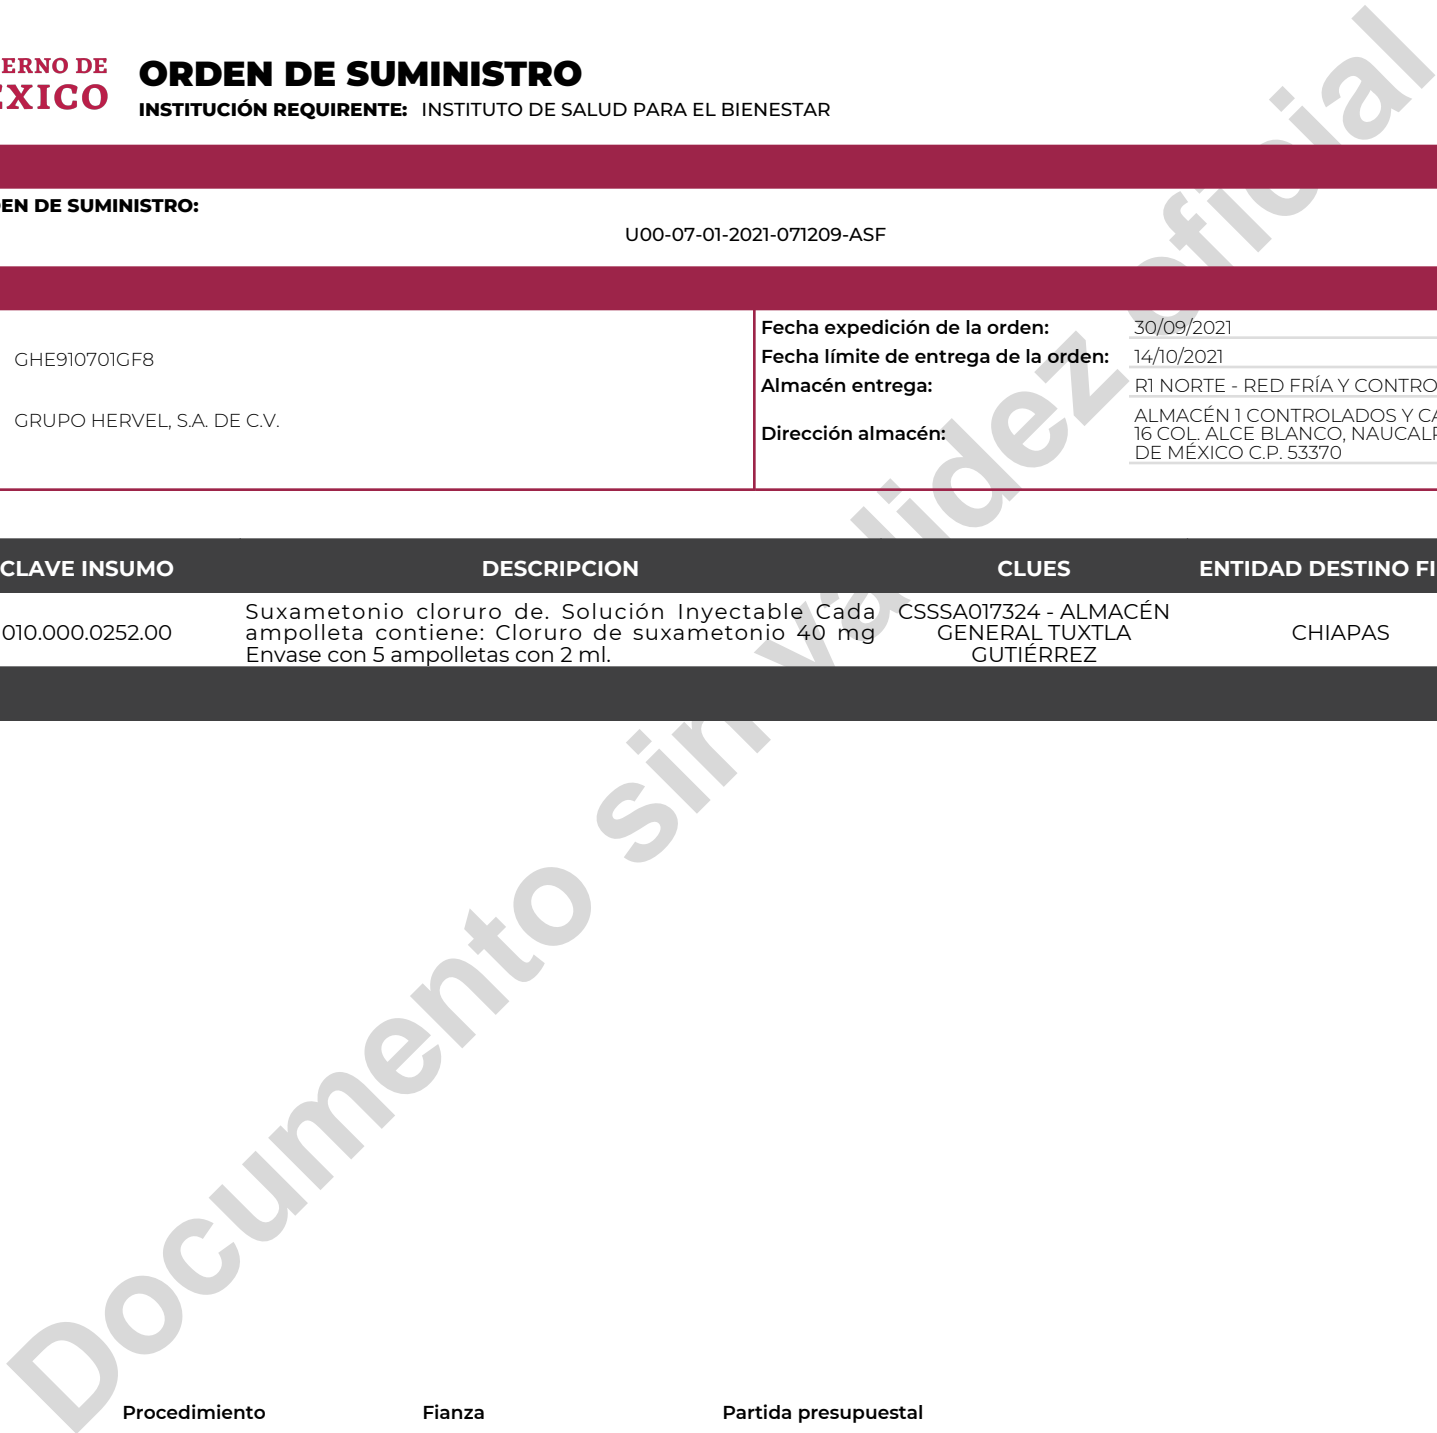 ERNO DE
ÉXICO
ORDEN DE SUMINISTRO
INSTITUCIÓN REQUIRENTE: INSTITUTO DE SALUD PARA EL BIENESTAR
EN DE SUMINISTRO:
U00-07-01-2021-071209-ASF
GHE910701GF8
GRUPO HERVEL, S.A. DE C.V.
Fecha expedición de la orden: 30/09/2021
Fecha límite de entrega de la orden: 14/10/2021
Almacén entrega: R1 NORTE - RED FRÍA Y CONTRO
Dirección almacén: ALMACÉN 1 CONTROLADOS Y CA
16 COL. ALCE BLANCO, NAUCALP
DE MÉXICO C.P. 53370
CLAVE INSUMO DESCRIPCION CLUES ENTIDAD DESTINO FI
010.000.0252.00
Suxametonio cloruro de. Solución Inyectable Cada
ampolleta contiene: Cloruro de suxametonio 40 mg
Envase con 5 ampolletas con 2 ml.
CSSSA017324 - ALMACÉN
GENERAL TUXTLA
GUTIÉRREZ
CHIAPAS
Documento sin validez oficial
Procedimiento Fianza Partida presupuestal